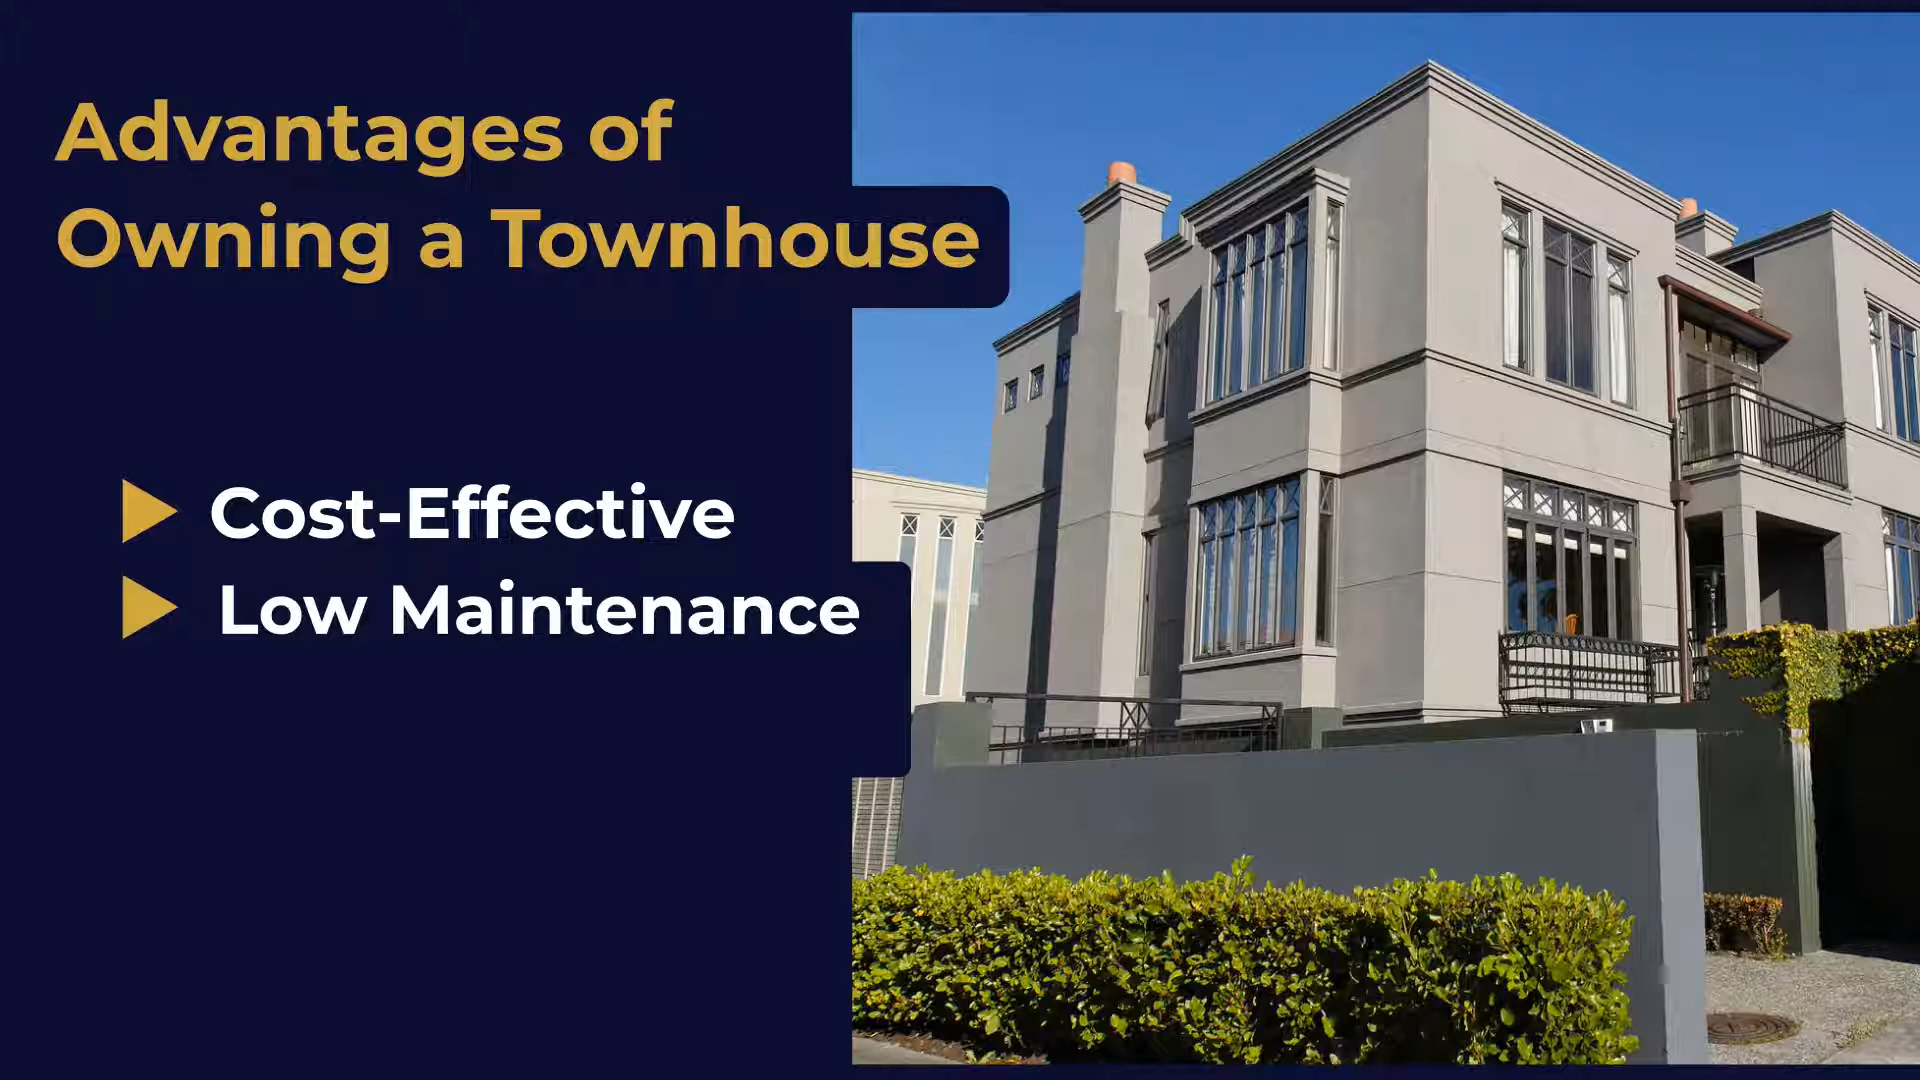 Advantages of
Owning a Townhouse
Cost-Effective
Low Maintenance